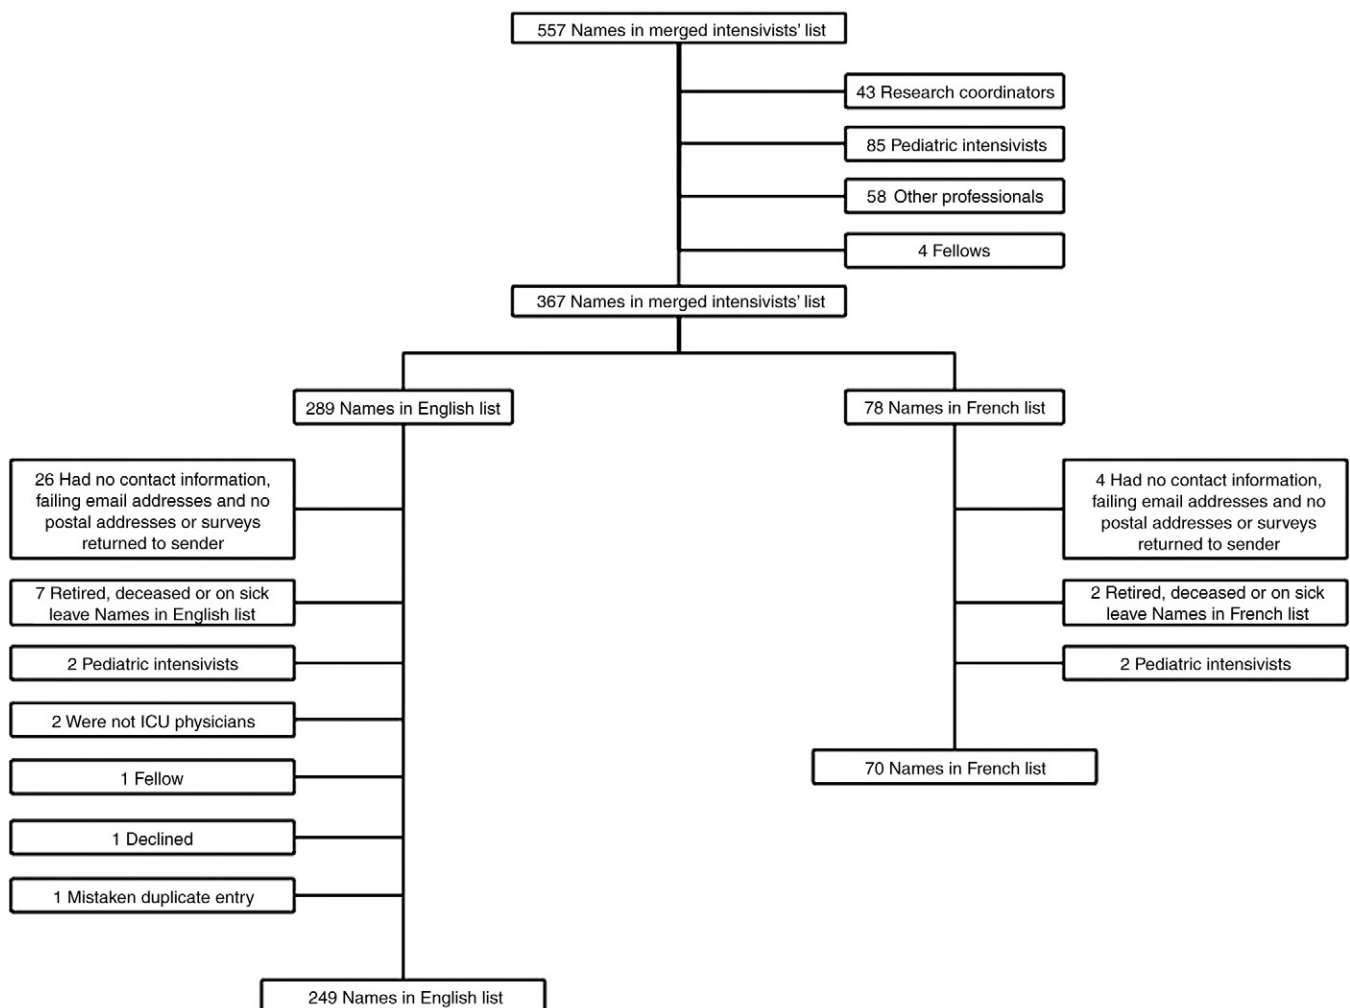 557 Names in merged intensivists' list
43 Research coordinators
85 Pediatric intensivists
58 Other professionals
4 Fellows
367 Names in merged intensivists' list
289 Names in English list
78 Names in French list
26 Had no contact information,
failing email addresses and no
postal addresses or surveys
returned to sender
7 Retired, deceased or on sick
leave Names in English list
2 Pediatric intensivists
2 Were not ICU physicians
1 Fellow
1 Declined
1 Mistaken duplicate entry
249 Names in English list
4 Had no contact information,
failing email addresses and no
postal addresses or surveys
returned to sender
2 Retired, deceased or on sick
leave Names in French list
2 Pediatric intensivists
70 Names in French list